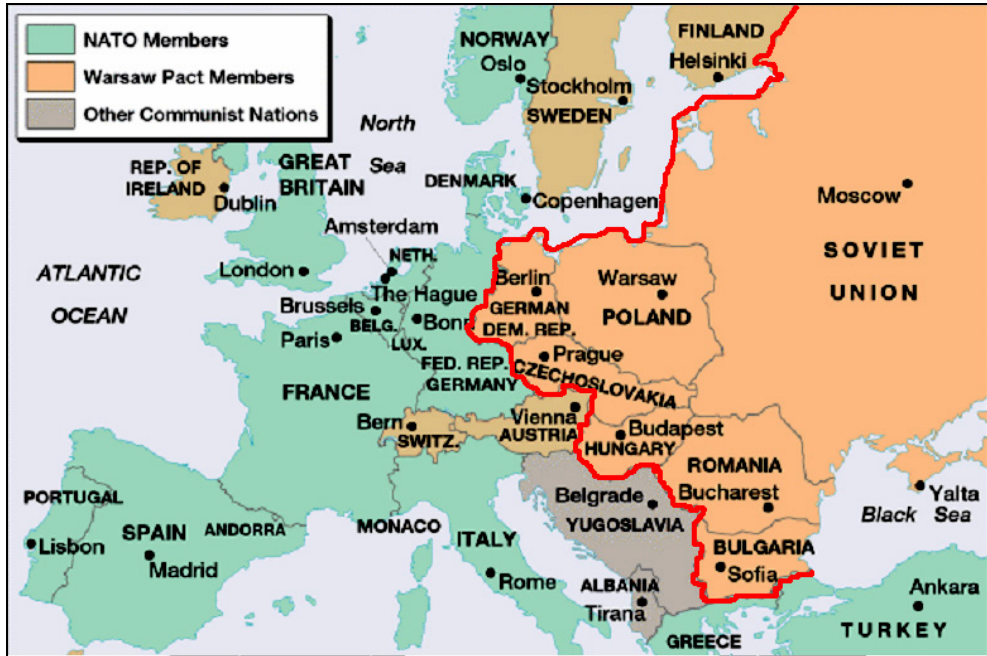 NATO Members
Warsaw Pact Members
Other Communist Nations
NORWAY
Oslo
FINLAND
Helsinki
Stockholm
SWEDEN
North
Sea
REP. OF
IRELAND
Dublin
GREAT
BRITAIN
DENMARK
Copenhagen
Moscow
Amsterdam
NETH.
SOVIET
UNION
ATLANTIC
OCEAN
London
The Hague
Berlin
Warsaw
Brussels
BELG.
Bonn
GERMAN
DEM. REP.
POLAND
Paris
LUX.
Prague
FED. REP.
GERMANY
CZECHOSLOVAKIA
FRANCE
Bern
SWITZ.
Vienna
AUSTRIA
Budapest
HUNGARY
ROMANIA
Bucharest
Yalta
Black Sea
PORTUGAL
Lisbon
SPAIN
Madrid
ANDORRA
MONACO
ITALY
Rome
Belgrade
YUGOSLAVIA
BULGARIA
Sofia
ALBANIA
Tirana
GREECE
Ankara
TURKEY